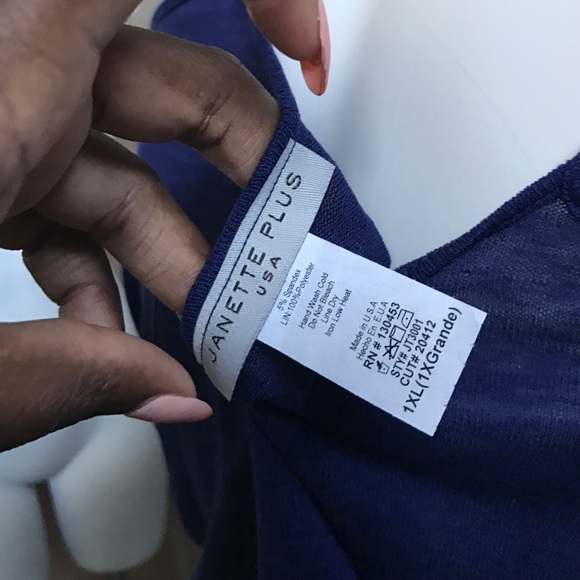 JANETTE PLUS
USA
5% Spandex
LIN:100%Polyester
Hand Wash Cold
Do Not Bleach
Line Dry
Iron Low Heat
Made in U.S.A
Hecho En E.U.A
RN # 130453
STY# JT3001
CUT# 20412
1XL(1XGrande)